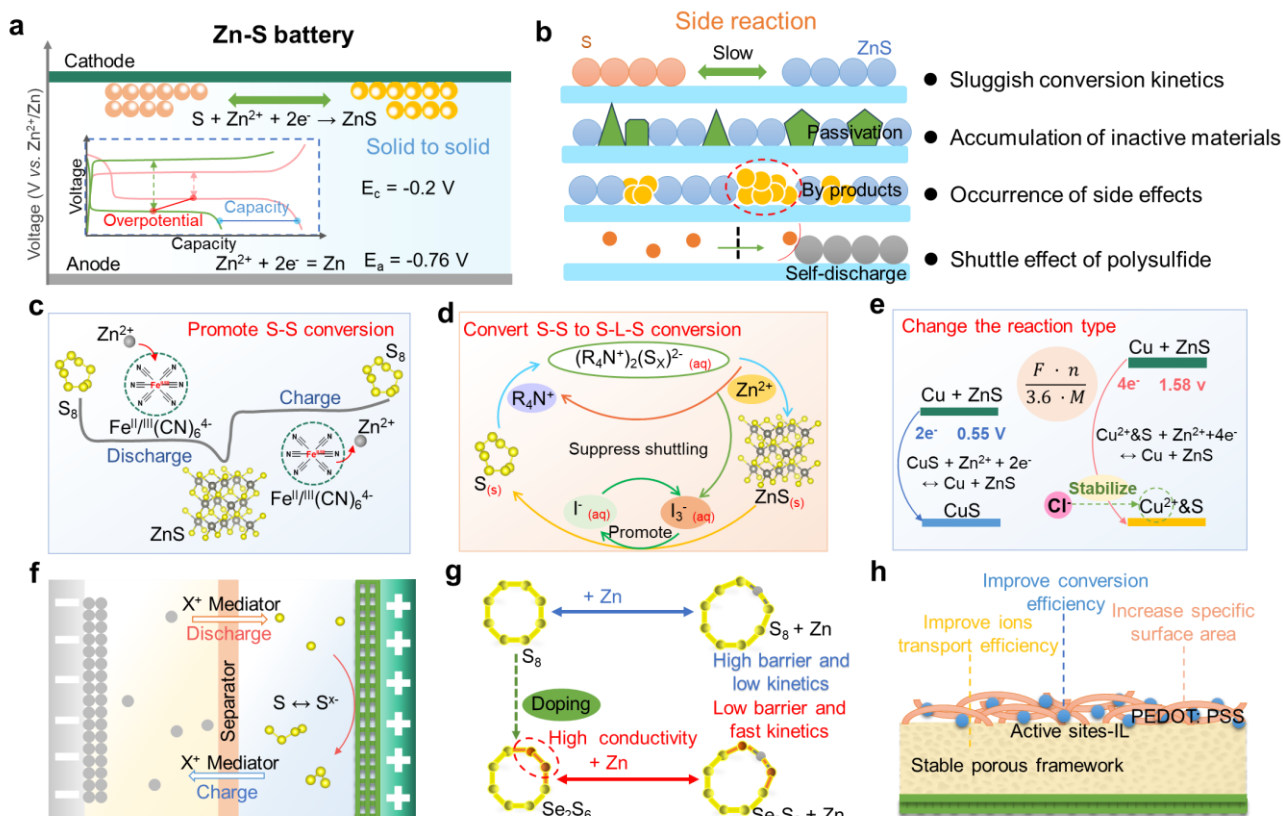 a
Zn-S battery
Cathode
S + Zn²⁺ + 2e⁻ → ZnS
Solid to solid
E_c = -0.2 V
Voltage
Overpotential
Capacity
Capacity
Zn²⁺ + 2e⁻ = Zn
E_a = -0.76 V
Anode
Voltage (V vs. Zn²⁺/Zn)
b
Side reaction
S
Slow
ZnS
● Sluggish conversion kinetics
Passivation
● Accumulation of inactive materials
By products
● Occurrence of side effects
Self-discharge
● Shuttle effect of polysulfide
c
Promote S-S conversion
Zn²⁺
S₈
S₈
Fe^II/III(CN)₆⁴⁻
Charge
Discharge
Zn²⁺
Fe^II/III(CN)₆⁴⁻
ZnS
d
Convert S-S to S-L-S conversion
(R₄N⁺)₂(S_X)²⁻ (aq)
R₄N⁺
Zn²⁺
Suppress shuttling
S(s)
ZnS(s)
I⁻ (aq)
I₃⁻ (aq)
Promote
e
Change the reaction type
F · n
3.6 · M
Cu + ZnS
4e⁻ 1.58 V
Cu + ZnS
2e⁻ 0.55 V
CuS + Zn²⁺ + 2e⁻
↔ Cu + ZnS
CuS
Cu²⁺&S + Zn²⁺+4e⁻
↔ Cu + ZnS
Stabilize
Cl⁻
Cu²⁺&S
f
X⁺ Mediator
Discharge
Separator
S ↔ Sˣ⁻
X⁺ Mediator
Charge
g
+ Zn
S₈
S₈ + Zn
High barrier and
low kinetics
Doping
Low barrier and
fast kinetics
High conductivity
+ Zn
Se₂S₆
+ Zn
h
Improve conversion
efficiency
Increase specific
surface area
Improve ions
transport efficiency
PEDOT: PSS
Active sites-IL
Stable porous framework